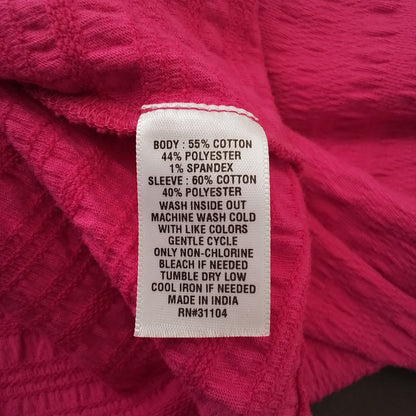 BODY : 55% COTTON
44% POLYESTER
1% SPANDEX
SLEEVE : 60% COTTON
40% POLYESTER
WASH INSIDE OUT
MACHINE WASH COLD
WITH LIKE COLORS
GENTLE CYCLE
ONLY NON-CHLORINE
BLEACH IF NEEDED
TUMBLE DRY LOW
COOL IRON IF NEEDED
MADE IN INDIA
RN#31104